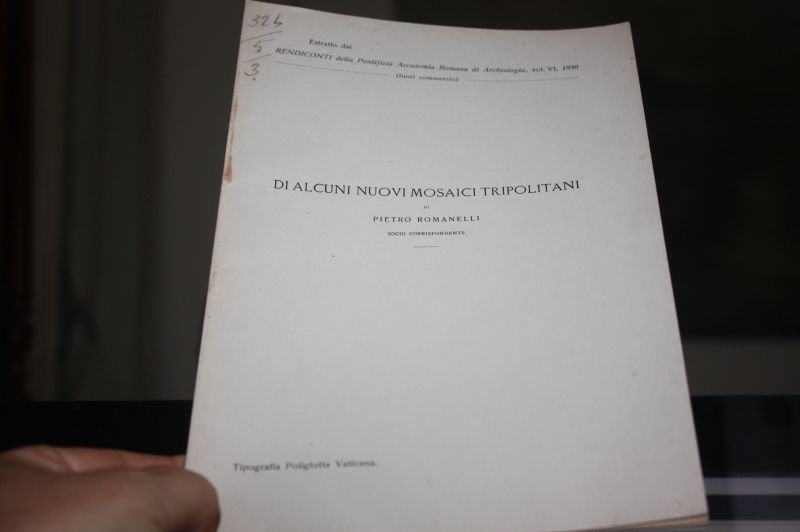 324
5
3
Estratto dai
RENDICONTI della Pontificia Accademia Romana di Archeologia, vol. VI, 1930
(fuori commercio)
DI ALCUNI NUOVI MOSAICI TRIPOLITANI
DI
PIETRO ROMANELLI
SOCIO CORRISPONDENTE
Tipografia Poliglotta Vaticana.